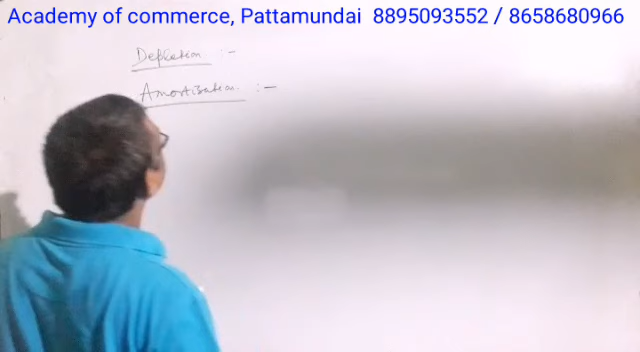 Academy of commerce, Pattamundai 8895093552 / 8658680966
Depletion :-
Amortisation. :-